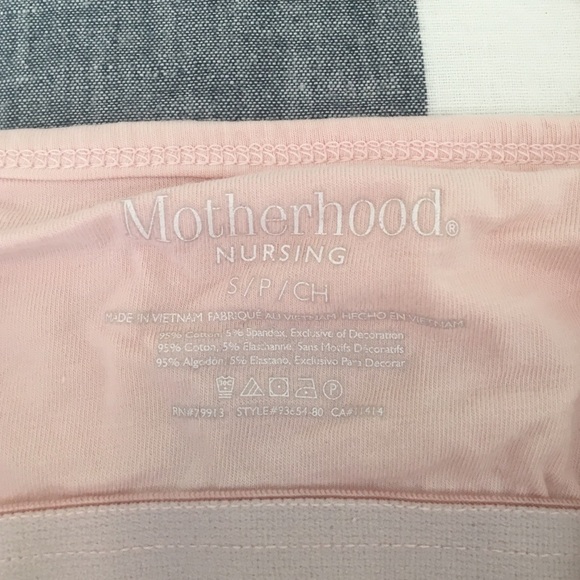 Motherhood®
NURSING
S/P/CH
MADE IN VIETNAM FABRIQUE AU VIETNAM HECHO EN VIETNAM
95% Cotton, 5% Spandex, Exclusive of Decoration
95% Coton, 5% Elasthanne, Sans Motifs Decoratifs
95% Algodón, 5% Elastano, Exclusivo Para Decorar
P
RN#79913 STYLE#93654-80 CA#11414